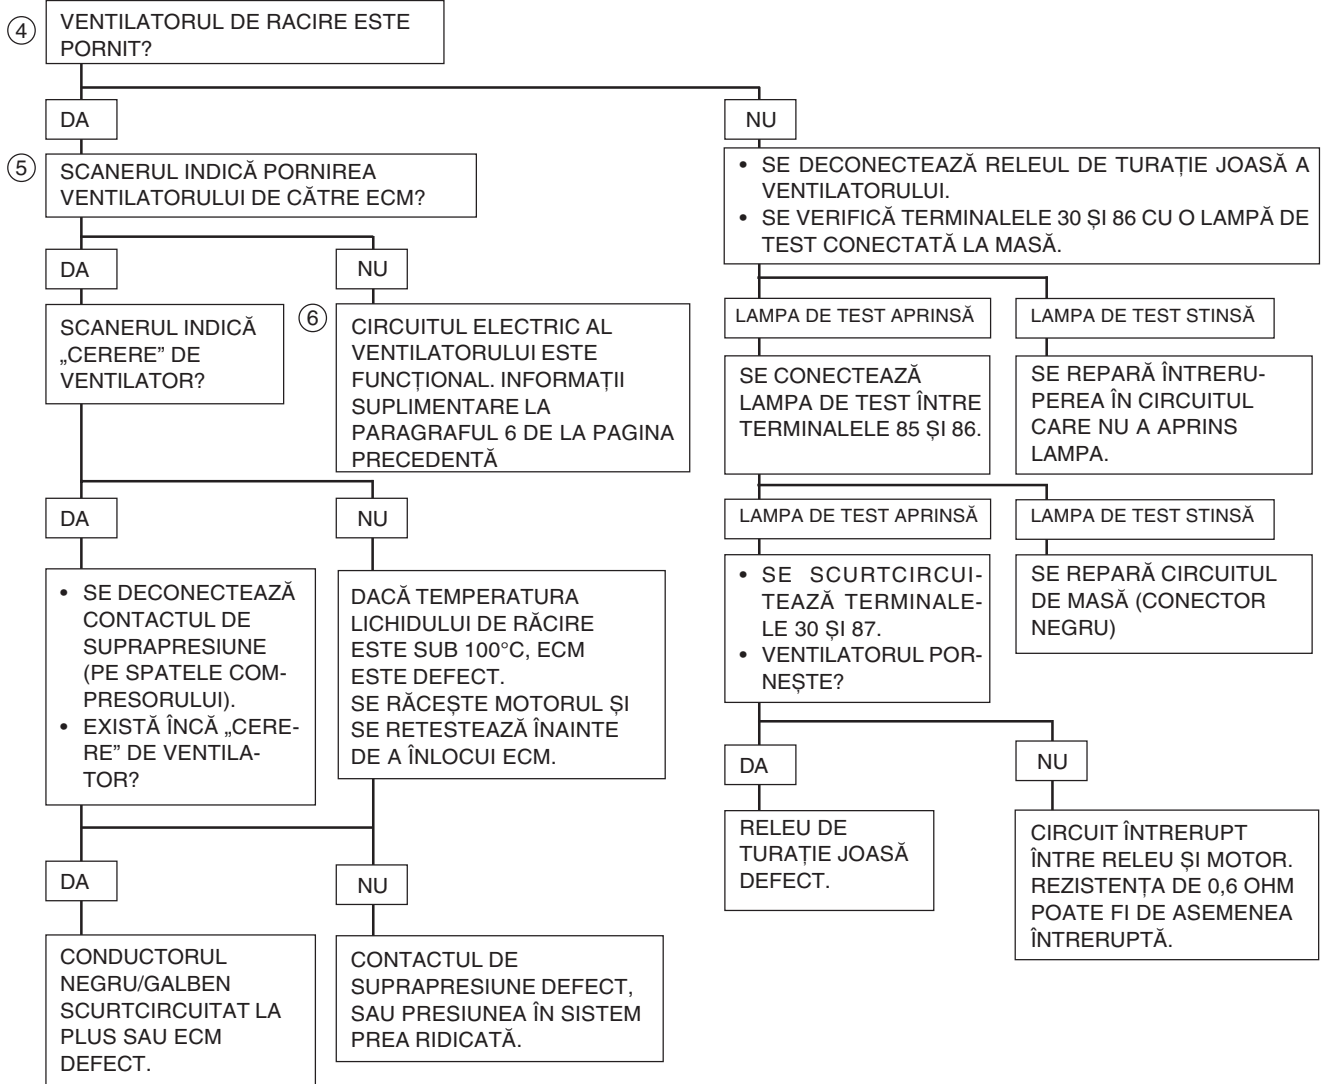 4
VENTILATORUL DE RACIRE ESTE
PORNIT?
DA
NU
5
SCANERUL INDICĂ PORNIREA
VENTILATORULUI DE CĂTRE ECM?
• SE DECONECTEAZĂ RELEUL DE TURAȚIE JOASĂ A
VENTILATORULUI.
• SE VERIFICĂ TERMINALELE 30 ȘI 86 CU O LAMPĂ DE
TEST CONECTATĂ LA MASĂ.
DA
NU
SCANERUL INDICĂ
„CERERE” DE
VENTILATOR?
6
CIRCUITUL ELECTRIC AL
VENTILATORULUI ESTE
FUNCȚIONAL. INFORMAȚII
SUPLIMENTARE LA
PARAGRAFUL 6 DE LA PAGINA
PRECEDENTĂ
LAMPA DE TEST APRINSĂ
LAMPA DE TEST STINSĂ
SE CONECTEAZĂ
LAMPA DE TEST ÎNTRE
TERMINALELE 85 ȘI 86.
SE REPARĂ ÎNTRERU-
PEREA ÎN CIRCUITUL
CARE NU A APRINS
LAMPA.
DA
NU
LAMPA DE TEST APRINSĂ
LAMPA DE TEST STINSĂ
• SE DECONECTEAZĂ
CONTACTUL DE
SUPRAPRESIUNE
(PE SPATELE COM-
PRESORULUI).
• EXISTĂ ÎNCĂ „CERE-
RE” DE VENTILA-
TOR?
DACĂ TEMPERATURA
LICHIDULUI DE RĂCIRE
ESTE SUB 100°C, ECM
ESTE DEFECT.
SE RĂCEȘTE MOTORUL ȘI
SE RETESTEAZĂ ÎNAINTE
DE A ÎNLOCUI ECM.
• SE SCURTCIRCUI-
TEAZĂ TERMINALE-
LE 30 ȘI 87.
• VENTILATORUL POR-
NEȘTE?
SE REPARĂ CIRCUITUL
DE MASĂ (CONECTOR
NEGRU)
DA
NU
RELEU DE
TURAȚIE JOASĂ
DEFECT.
CIRCUIT ÎNTRERUPT
ÎNTRE RELEU ȘI MOTOR.
REZISTENȚA DE 0,6 OHM
POATE FI DE ASEMENEA
ÎNTRERUPTĂ.
DA
NU
CONDUCTORUL
NEGRU/GALBEN
SCURTCIRCUITAT LA
PLUS SAU ECM
DEFECT.
CONTACTUL DE
SUPRAPRESIUNE DEFECT,
SAU PRESIUNEA ÎN SISTEM
PREA RIDICATĂ.